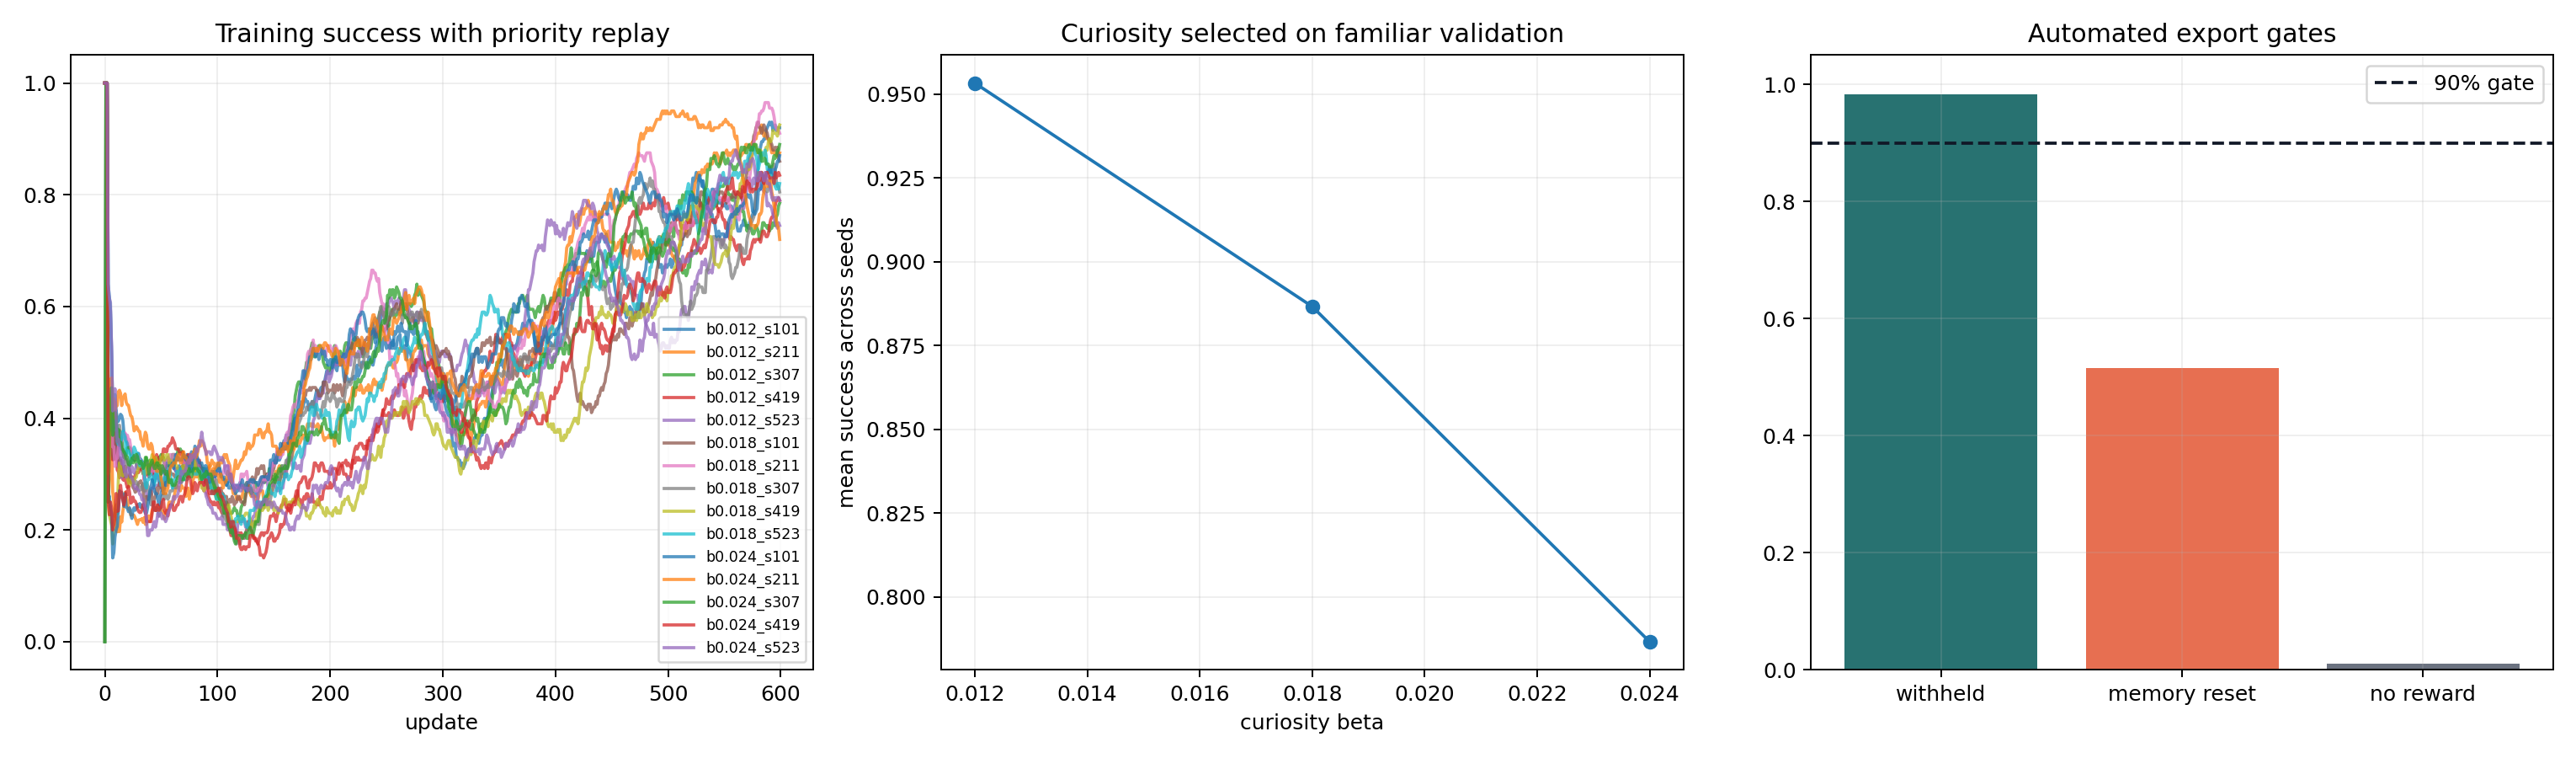 Training success with priority replay
1.0
0.8
0.6
0.4
0.2
0.0
b0.012_s101
b0.012_s211
b0.012_s307
b0.012_s419
b0.012_s523
b0.018_s101
b0.018_s211
b0.018_s307
b0.018_s419
b0.018_s523
b0.024_s101
b0.024_s211
b0.024_s307
b0.024_s419
b0.024_s523
0 100 200 300 400 500 600
update
Curiosity selected on familiar validation
mean success across seeds
0.950
0.925
0.900
0.875
0.850
0.825
0.800
0.012 0.014 0.016 0.018 0.020 0.022 0.024
curiosity beta
Automated export gates
90% gate
1.0
0.8
0.6
0.4
0.2
0.0
withheld memory reset no reward